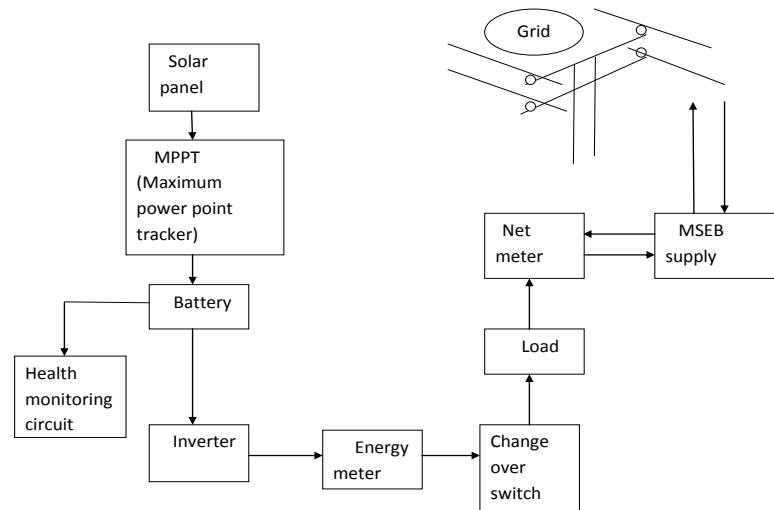 Grid
Solar
panel
MPPT
(Maximum
power point
tracker)
Net
meter
MSEB
supply
Battery
Load
Health
monitoring
circuit
Inverter
Energy
meter
Change
over
switch